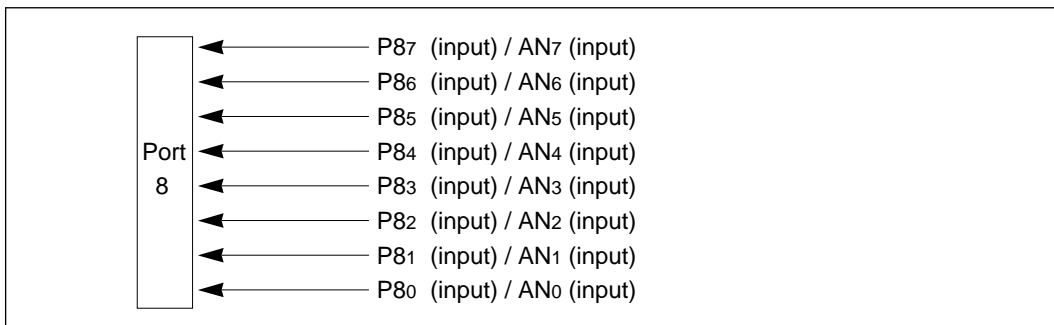 P87 (input) / AN7 (input)
P86 (input) / AN6 (input)
P85 (input) / AN5 (input)
Port
8
P84 (input) / AN4 (input)
P83 (input) / AN3 (input)
P82 (input) / AN2 (input)
P81 (input) / AN1 (input)
P80 (input) / AN0 (input)